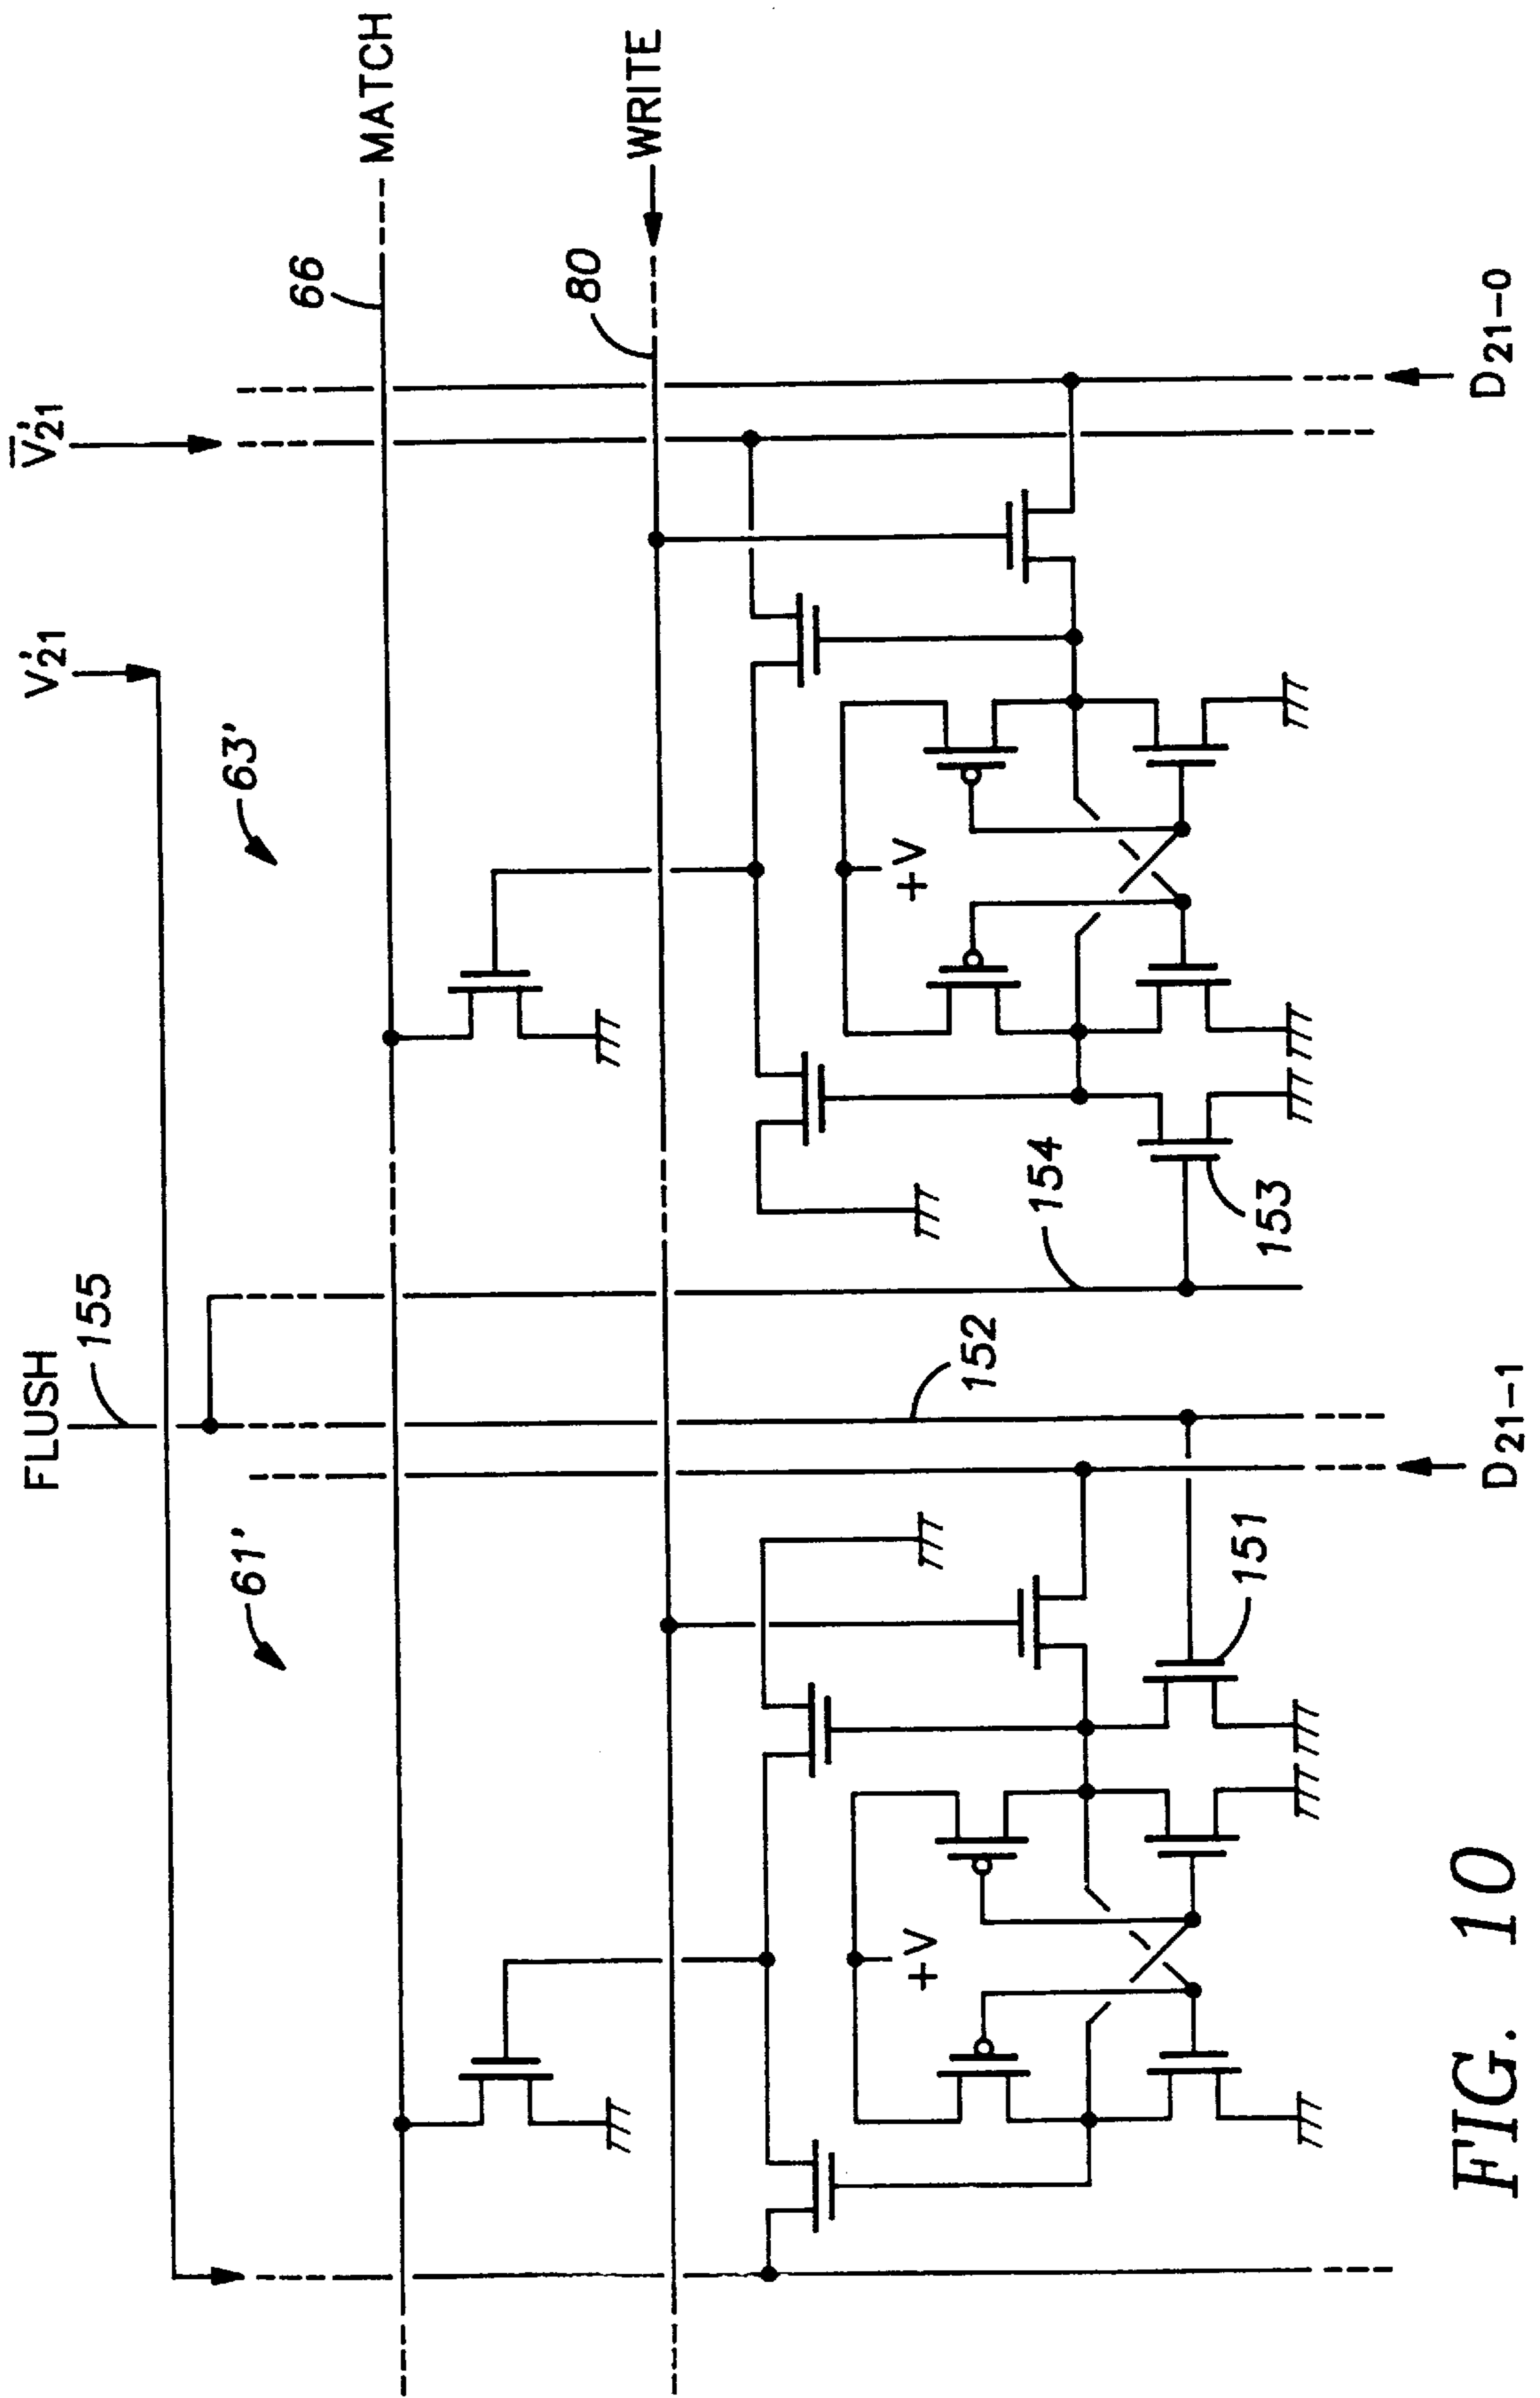 FLUSH
155
V'21
V̅'21
MATCH
66
WRITE
80
61'
63'
+V
+V
151
152
154
153
D21-1
D21-0
FIG. 10